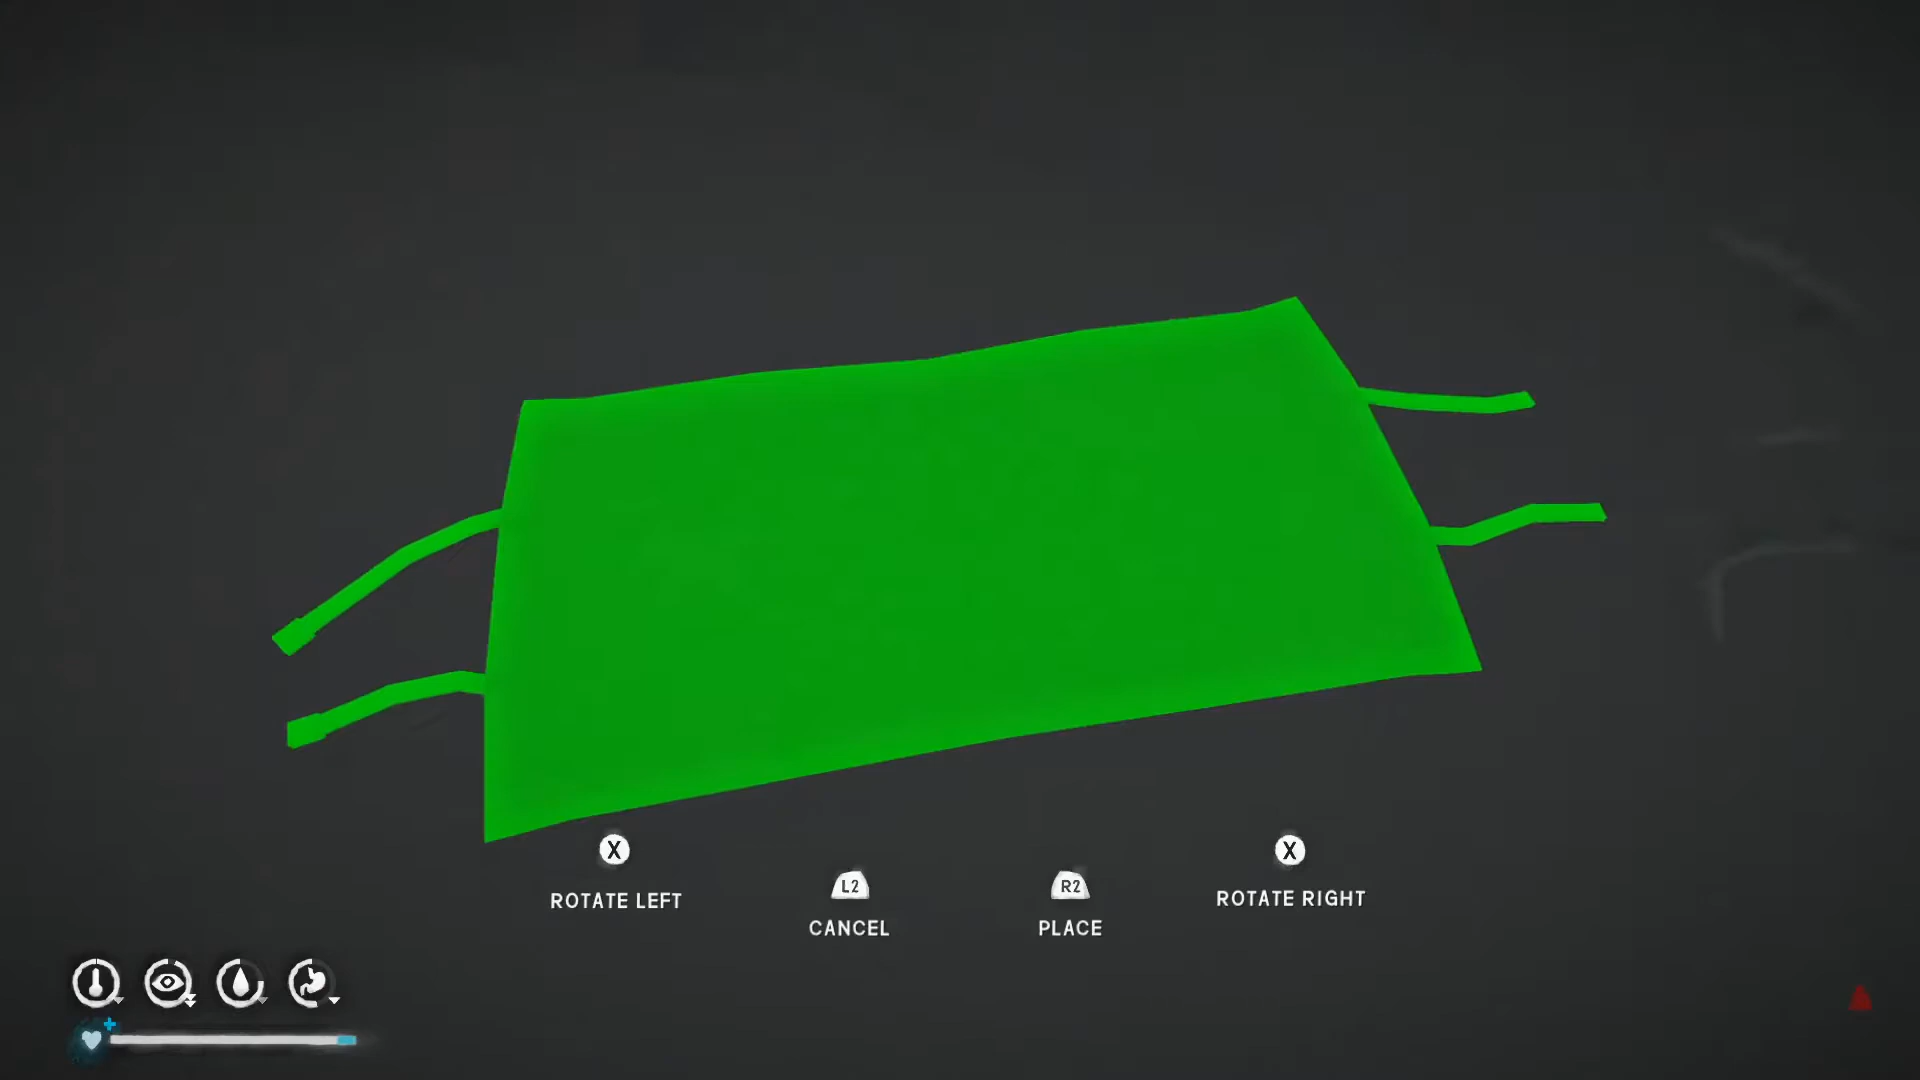 X
X
ROTATE LEFT
L2
R2
ROTATE RIGHT
CANCEL
PLACE